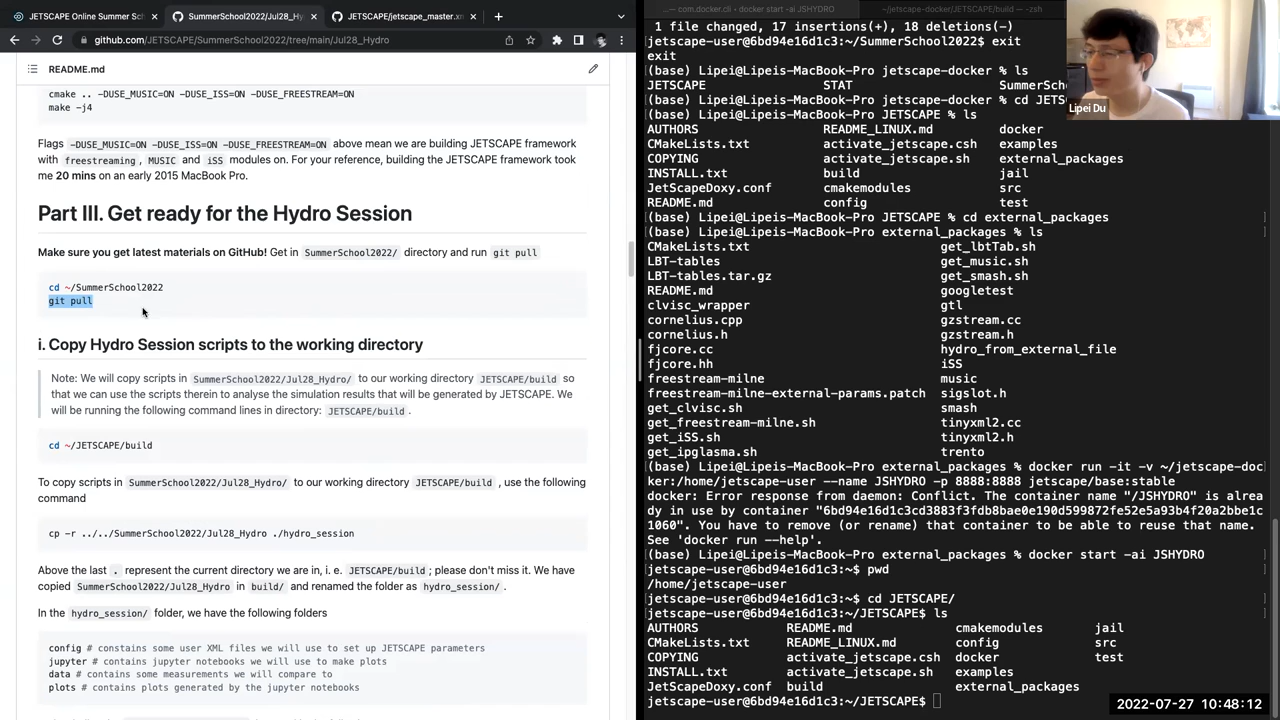 JETSCAPE Online Summer Sch
SummerSchool2022/Jul28_Hy
JETSCAPE/jetscape_master.xm
github.com/JETSCAPE/SummerSchool2022/tree/main/Jul28_Hydro
README.md
cmake .. -DUSE_MUSIC=ON -DUSE_ISS=ON -DUSE_FREESTREAM=ON
make -j4
Flags -DUSE_MUSIC=ON -DUSE_ISS=ON -DUSE_FREESTREAM=ON above mean we are building JETSCAPE framework
with freestreaming, MUSIC and iSS modules on. For your reference, building the JETSCAPE framework took
me 20 mins on an early 2015 MacBook Pro.
Part III. Get ready for the Hydro Session
Make sure you get latest materials on GitHub! Get in SummerSchool2022/ directory and run git pull
cd ~/SummerSchool2022
git pull
i. Copy Hydro Session scripts to the working directory
Note: We will copy scripts in SummerSchool2022/Jul28_Hydro/ to our working directory JETSCAPE/build so
that we can use the scripts therein to analyse the simulation results that will be generated by JETSCAPE. We
will be running the following command lines in directory: JETSCAPE/build.
cd ~/JETSCAPE/build
To copy scripts in SummerSchool2022/Jul28_Hydro/ to our working directory JETSCAPE/build, use the following
command
cp -r ../../SummerSchool2022/Jul28_Hydro ./hydro_session
Above the last . represent the current directory we are in, i. e. JETSCAPE/build; please don't miss it. We have
copied SummerSchool2022/Jul28_Hydro in build/ and renamed the folder as hydro_session/.
In the hydro_session/ folder, we have the following folders
config # constains some user XML files we will use to set up JETSCAPE parameters
jupyter # contains jupyter notebooks we will use to make plots
data # contains some measurements we will compare to
plots # contains plots generated by the jupyter notebooks
... com.docker.cli ‹ docker start -ai JSHYDRO
~/jetscape-docker/JETSCAPE/build — -zsh
1 file changed, 17 insertions(+), 18 deletions(-)
jetscape-user@6bd94e16d1c3:~/SummerSchool2022$ exit
exit
(base) Lipei@Lipeis-MacBook-Pro jetscape-docker % ls
JETSCAPE STAT SummerSc
(base) Lipei@Lipeis-MacBook-Pro jetscape-docker % cd JETS
(base) Lipei@Lipeis-MacBook-Pro JETSCAPE % ls
AUTHORS README_LINUX.md docker
CMakeLists.txt activate_jetscape.csh examples
COPYING activate_jetscape.sh external_packages
INSTALL.txt build jail
JetScapeDoxy.conf cmakemodules src
README.md config test
(base) Lipei@Lipeis-MacBook-Pro JETSCAPE % cd external_packages
(base) Lipei@Lipeis-MacBook-Pro external_packages % ls
CMakeLists.txt get_lbtTab.sh
LBT-tables get_music.sh
LBT-tables.tar.gz get_smash.sh
README.md googletest
clvisc_wrapper gtl
cornelius.cpp gzstream.cc
cornelius.h gzstream.h
fjcore.cc hydro_from_external_file
fjcore.hh iSS
freestream-milne music
freestream-milne-external-params.patch sigslot.h
get_clvisc.sh smash
get_freestream-milne.sh tinyxml2.cc
get_iSS.sh tinyxml2.h
get_ipglasma.sh trento
(base) Lipei@Lipeis-MacBook-Pro external_packages % docker run -it -v ~/jetscape-doc
ker:/home/jetscape-user --name JSHYDRO -p 8888:8888 jetscape/base:stable
docker: Error response from daemon: Conflict. The container name "/JSHYDRO" is alrea
dy in use by container "6bd94e16d1c3cd3883f3fdb8bae0e190d599872fe52e5a93b4f20a2bbe1c
1060". You have to remove (or rename) that container to be able to reuse that name.
See 'docker run --help'.
(base) Lipei@Lipeis-MacBook-Pro external_packages % docker start -ai JSHYDRO
jetscape-user@6bd94e16d1c3:~$ pwd
/home/jetscape-user
jetscape-user@6bd94e16d1c3:~$ cd JETSCAPE/
jetscape-user@6bd94e16d1c3:~/JETSCAPE$ ls
AUTHORS README.md cmakemodules jail
CMakeLists.txt README_LINUX.md config src
COPYING activate_jetscape.csh docker test
INSTALL.txt activate_jetscape.sh examples
JetScapeDoxy.conf build external_packages
jetscape-user@6bd94e16d1c3:~/JETSCAPE$
Lipei Du
2022-07-27 10:48:12